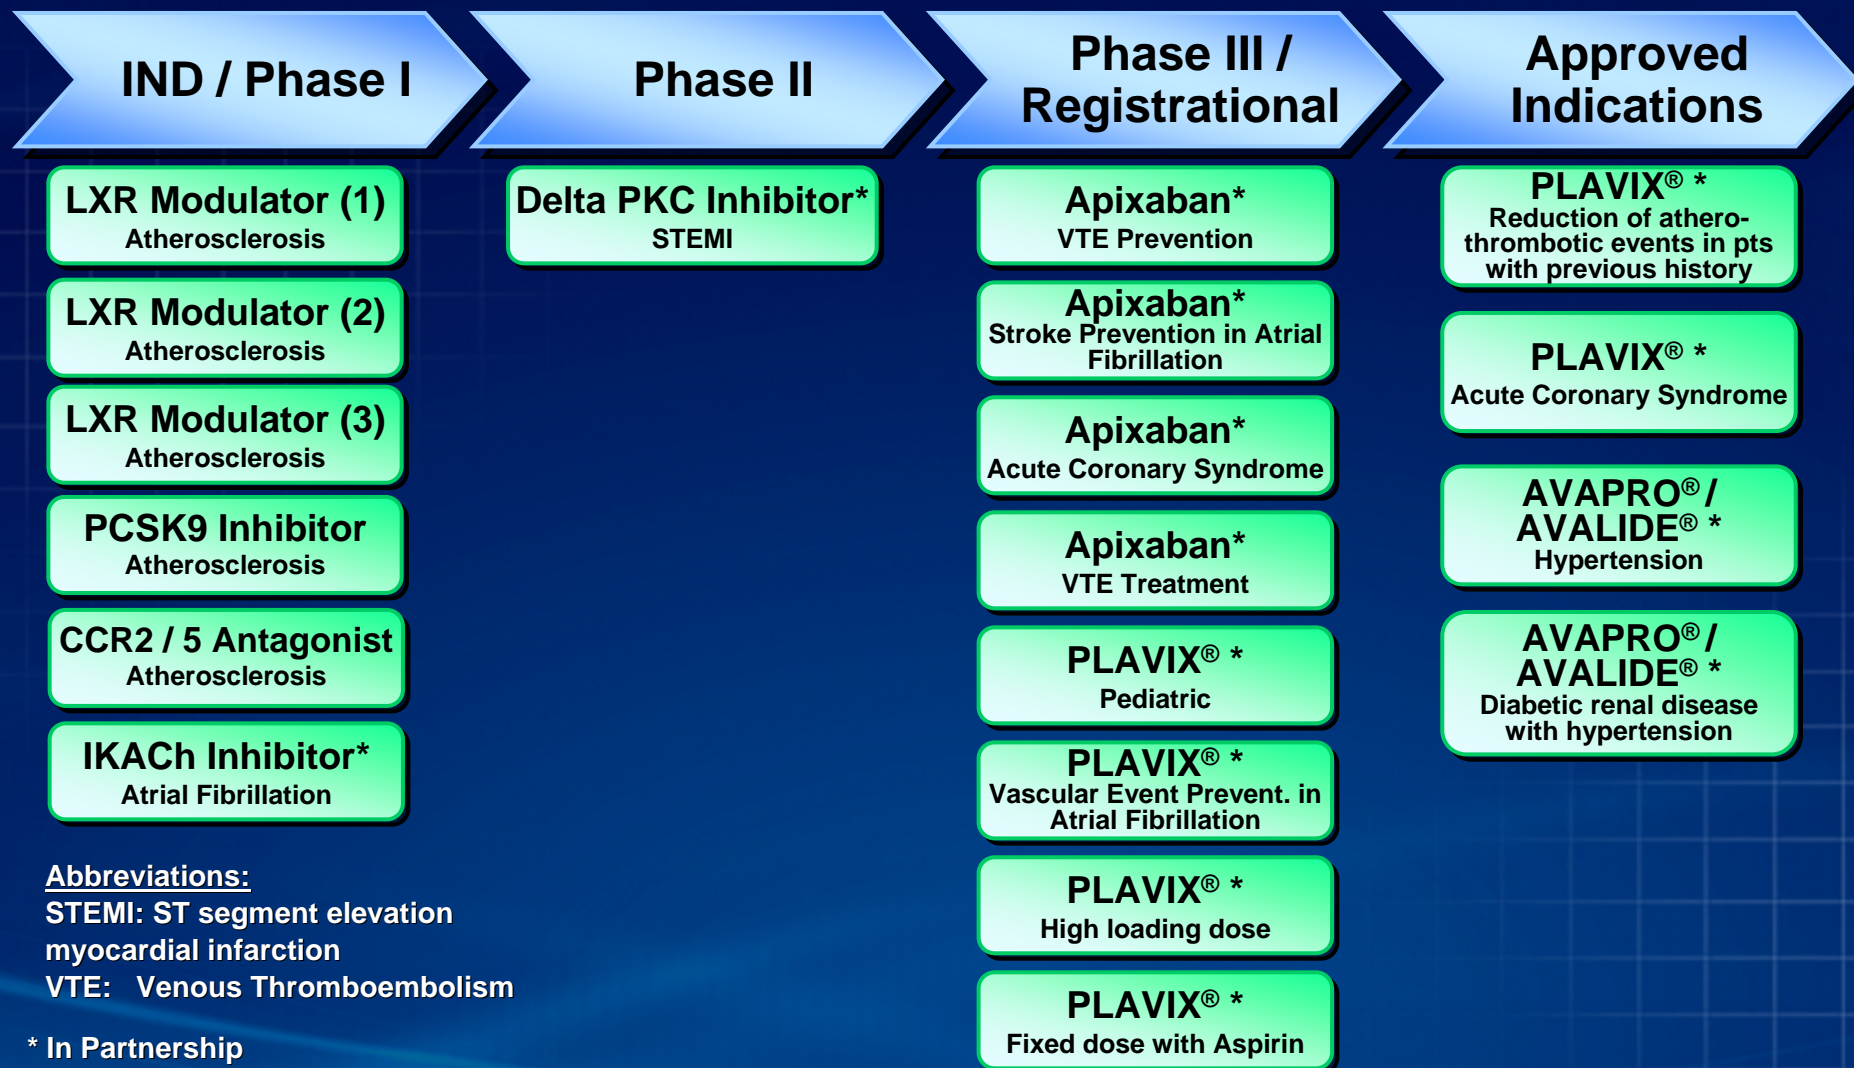 IND / Phase I
Phase II
Phase III /
Registrational
Approved
Indications
LXR Modulator (1)
Atherosclerosis
LXR Modulator (2)
Atherosclerosis
LXR Modulator (3)
Atherosclerosis
PCSK9 Inhibitor
Atherosclerosis
CCR2 / 5 Antagonist
Atherosclerosis
IKACh Inhibitor*
Atrial Fibrillation
Delta PKC Inhibitor*
STEMI
Apixaban*
VTE Prevention
Apixaban*
Stroke Prevention in Atrial
Fibrillation
Apixaban*
Acute Coronary Syndrome
Apixaban*
VTE Treatment
PLAVIX® *
Pediatric
PLAVIX® *
Vascular Event Prevent. in
Atrial Fibrillation
PLAVIX® *
High loading dose
PLAVIX® *
Fixed dose with Aspirin
PLAVIX® *
Reduction of athero-
thrombotic events in pts
with previous history
PLAVIX® *
Acute Coronary Syndrome
AVAPRO® /
AVALIDE® *
Hypertension
AVAPRO® /
AVALIDE® *
Diabetic renal disease
with hypertension
Abbreviations:
STEMI: ST segment elevation
myocardial infarction
VTE: Venous Thromboembolism
* In Partnership